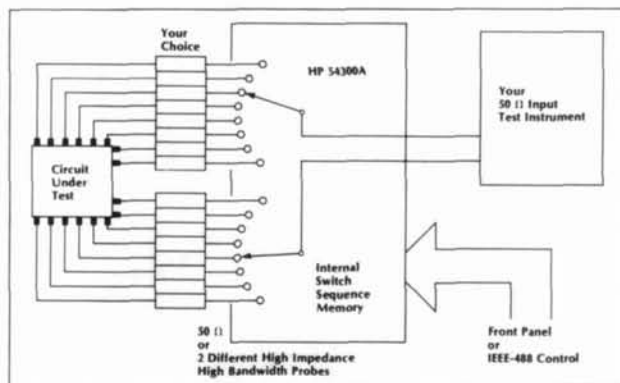 Your
Choice
HP 54300A
Your
50 Ω Input
Test Instrument
Circuit
Under
Test
Internal
Switch
Sequence
Memory
50 Ω
or
2 Different High Impedance
High Bandwidth Probes
Front Panel
or
IEEE-488 Control